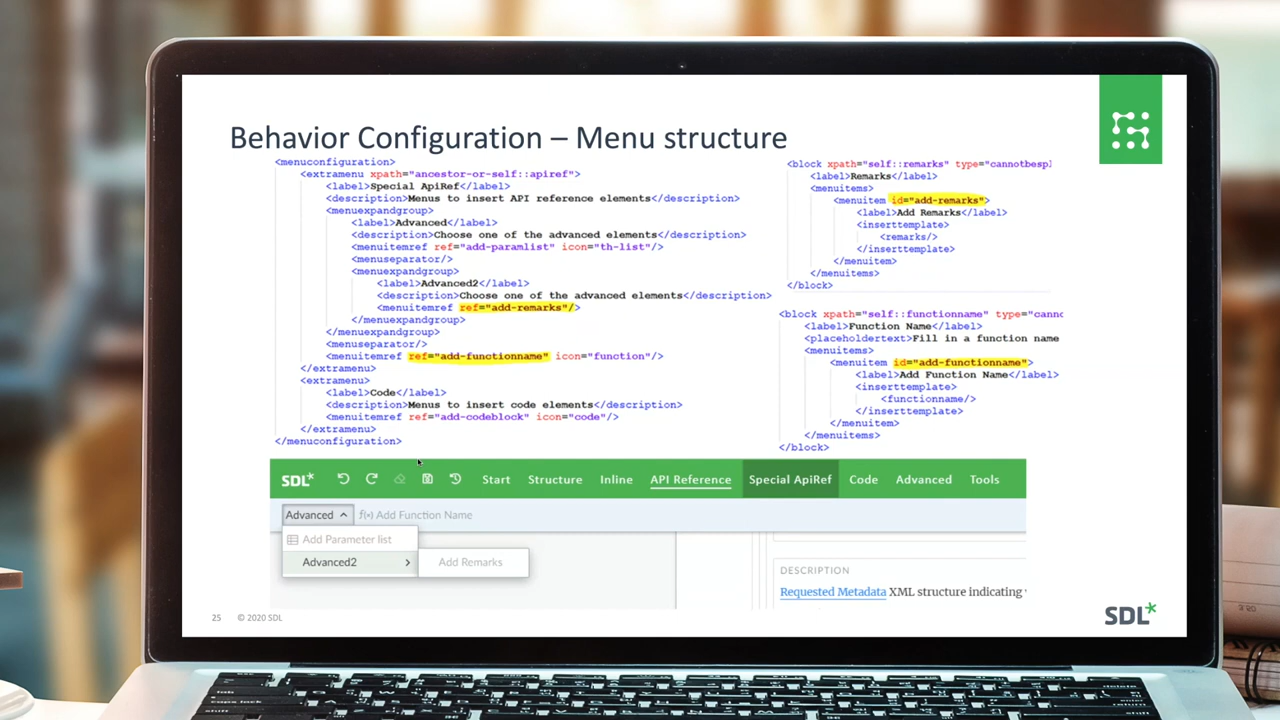 Behavior Configuration – Menu structure
<menuconfiguration>
<extramenu xpath="ancestor-or-self::apiref">
<label>Special ApiRef</label>
<description>Menus to insert API reference elements</description>
<menuexpandgroup>
<label>Advanced</label>
<description>Choose one of the advanced elements</description>
<menuitemref ref="add-paramlist" icon="th-list"/>
<menuseparator/>
<menuexpandgroup>
<label>Advanced2</label>
<description>Choose one of the advanced elements</description>
<menuitemref ref="add-remarks"/>
</menuexpandgroup>
</menuexpandgroup>
<menuseparator/>
<menuitemref ref="add-functionname" icon="function"/>
</extramenu>
<extramenu>
<label>Code</label>
<description>Menus to insert code elements</description>
<menuitemref ref="add-codeblock" icon="code"/>
</extramenu>
</menuconfiguration>
<block xpath="self::remarks" type="cannotbespl
<label>Remarks</label>
<menuitems>
<menuitem id="add-remarks">
<label>Add Remarks</label>
<inserttemplate>
<remarks/>
</inserttemplate>
</menuitem>
</menuitems>
</block>
<block xpath="self::functionname" type="canno
<label>Function Name</label>
<placeholdertext>Fill in a function name
<menuitems>
<menuitem id="add-functionname">
<label>Add Function Name</label>
<inserttemplate>
<functionname/>
</inserttemplate>
</menuitem>
</menuitems>
</block>
SDL* Start Structure Inline API Reference Special ApiRef Code Advanced Tools
Advanced f(x) Add Function Name
Add Parameter list
Advanced2 > Add Remarks
DESCRIPTION
Requested Metadata XML structure indicating
25 © 2020 SDL
SDL*